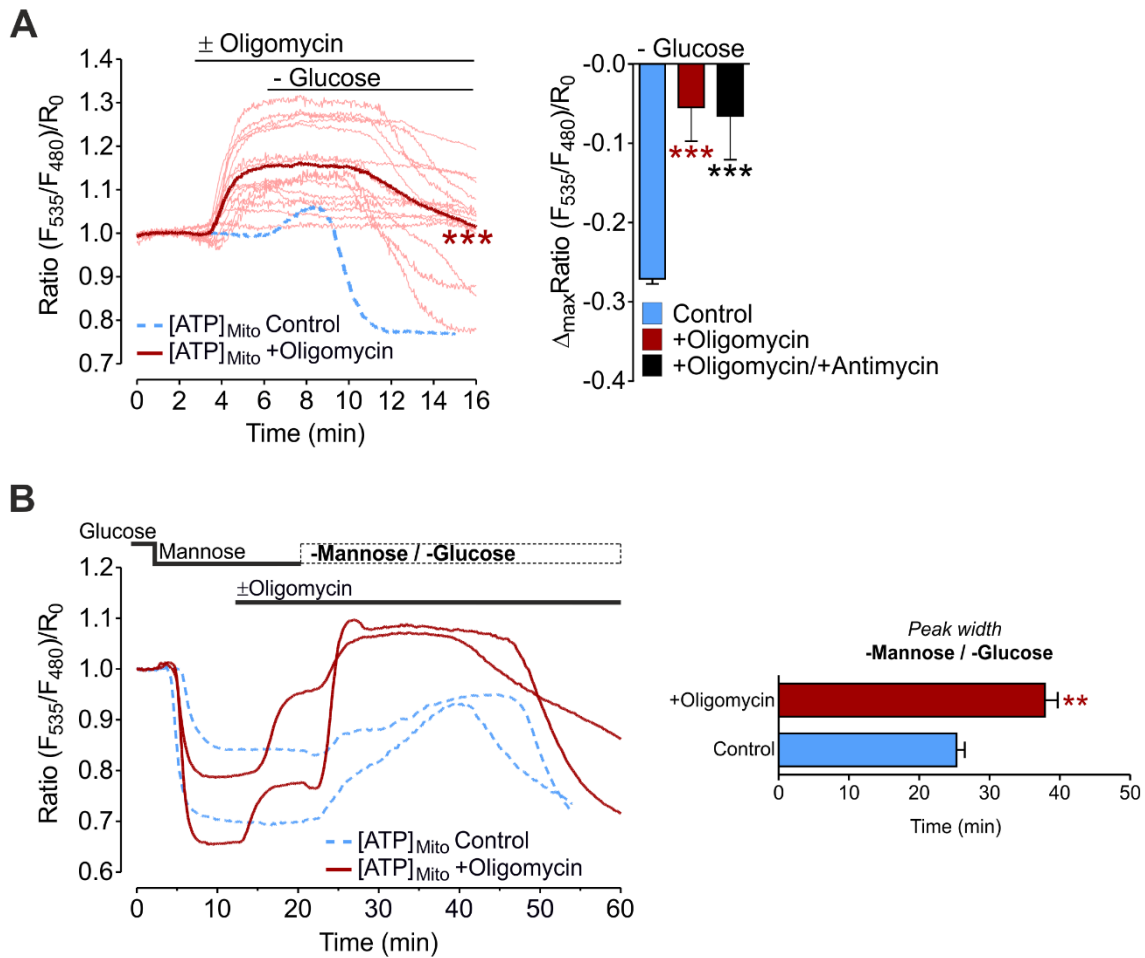 A
± Oligomycin
- Glucose
1.4
1.3
1.2
1.1
1.0
0.9
0.8
0.7
Ratio (F535/F480)/R0
***
[ATP]Mito Control
[ATP]Mito +Oligomycin
0 2 4 6 8 10 12 14 16
Time (min)
- Glucose
-0.0
-0.1
-0.2
-0.3
-0.4
ΔmaxRatio (F535/F480)/R0
***
***
Control
+Oligomycin
+Oligomycin/+Antimycin
B
Glucose
Mannose
-Mannose / -Glucose
±Oligomycin
1.2
1.1
1.0
0.9
0.8
0.7
0.6
Ratio (F535/F480)/R0
[ATP]Mito Control
[ATP]Mito +Oligomycin
0 10 20 30 40 50 60
Time (min)
Peak width
-Mannose / -Glucose
+Oligomycin
**
Control
0 10 20 30 40 50
Time (min)